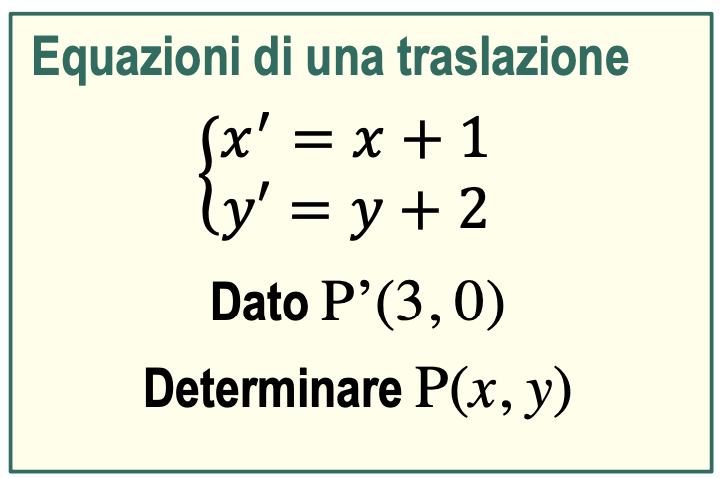 Equazioni di una traslazione
x′ = x + 1
y′ = y + 2
Dato P’(3, 0)
Determinare P(x, y)